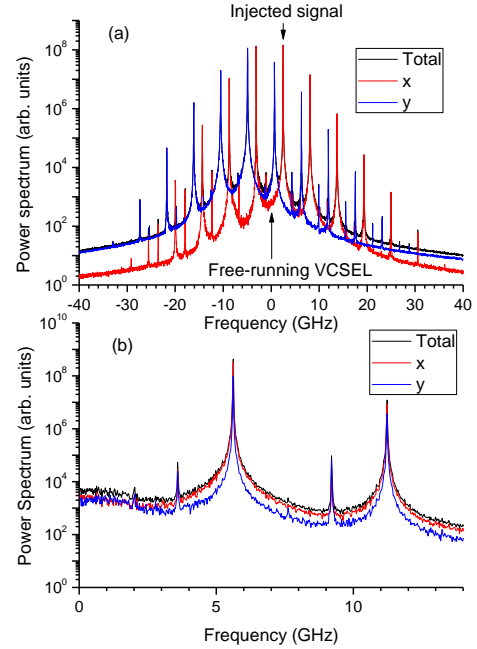 Injected signal
(a)
Total
x
y
Power spectrum (arb. units)
10^8
10^6
10^4
10^2
10^0
Free-running VCSEL
-40 -30 -20 -10 0 10 20 30 40
Frequency (GHz)
(b)
Total
x
y
Power Spectrum (arb. units)
10^10
10^8
10^6
10^4
10^2
10^0
0 5 10
Frequency (GHz)